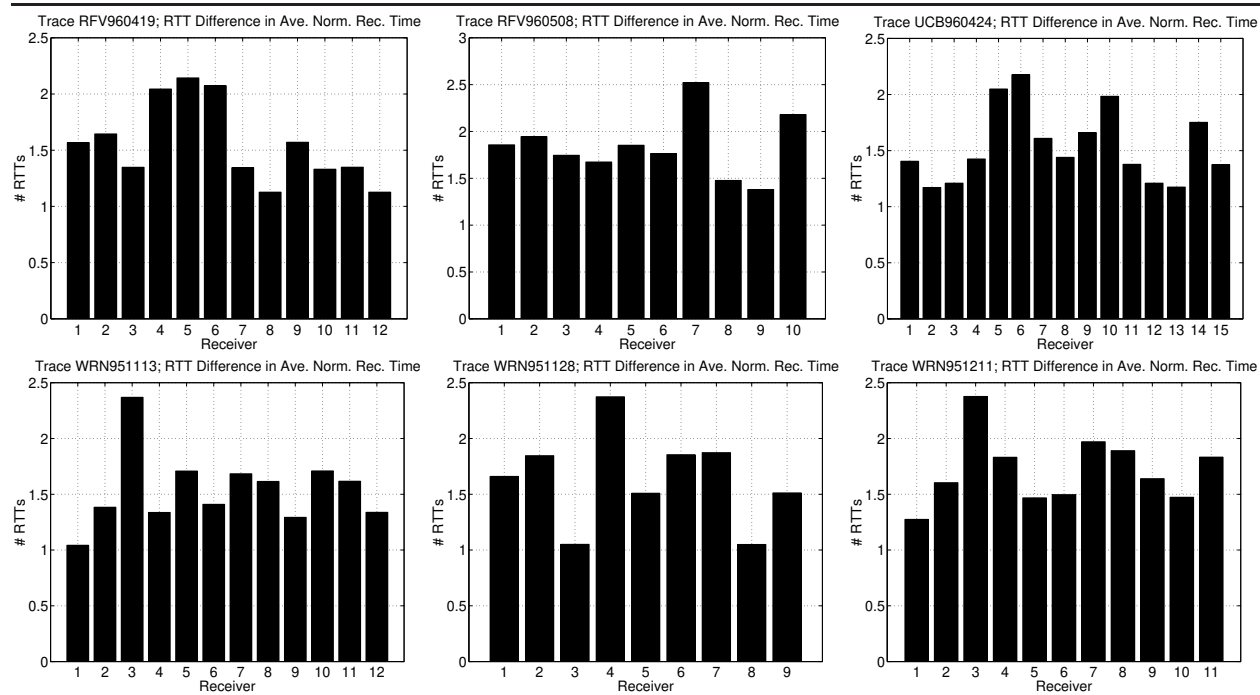 Trace RFV960419; RTT Difference in Ave. Norm. Rec. Time
2.5
2
1.5
1
0.5
0
# RTTs
1 2 3 4 5 6 7 8 9 10 11 12
Receiver
Trace RFV960508; RTT Difference in Ave. Norm. Rec. Time
3
2.5
2
1.5
1
0.5
0
# RTTs
1 2 3 4 5 6 7 8 9 10
Receiver
Trace UCB960424; RTT Difference in Ave. Norm. Rec. Time
2.5
2
1.5
1
0.5
0
# RTTs
1 2 3 4 5 6 7 8 9 10 11 12 13 14 15
Receiver
Trace WRN951113; RTT Difference in Ave. Norm. Rec. Time
2.5
2
1.5
1
0.5
0
# RTTs
1 2 3 4 5 6 7 8 9 10 11 12
Receiver
Trace WRN951128; RTT Difference in Ave. Norm. Rec. Time
2.5
2
1.5
1
0.5
0
# RTTs
1 2 3 4 5 6 7 8 9
Receiver
Trace WRN951211; RTT Difference in Ave. Norm. Rec. Time
2.5
2
1.5
1
0.5
0
# RTTs
1 2 3 4 5 6 7 8 9 10 11
Receiver